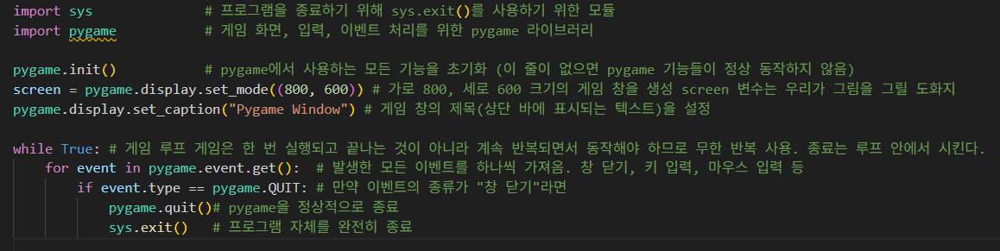 import sys # 프로그램을 종료하기 위해 sys.exit()를 사용하기 위한 모듈
import pygame # 게임 화면, 입력, 이벤트 처리를 위한 pygame 라이브러리
pygame.init() # pygame에서 사용하는 모든 기능을 초기화 (이 줄이 없으면 pygame 기능들이 정상 동작하지 않음)
screen = pygame.display.set_mode((800, 600)) # 가로 800, 세로 600 크기의 게임 창을 생성 screen 변수는 우리가 그림을 그릴 도화지
pygame.display.set_caption("Pygame Window") # 게임 창의 제목(상단 바에 표시되는 텍스트)을 설정
while True: # 게임 루프 게임은 한 번 실행되고 끝나는 것이 아니라 계속 반복되면서 동작해야 하므로 무한 반복 사용. 종료는 루프 안에서 시킨다.
    for event in pygame.event.get(): # 발생한 모든 이벤트를 하나씩 가져옴. 창 닫기, 키 입력, 마우스 입력 등
        if event.type == pygame.QUIT: # 만약 이벤트의 종류가 "창 닫기"라면
            pygame.quit()# pygame을 정상적으로 종료
            sys.exit() # 프로그램 자체를 완전히 종료